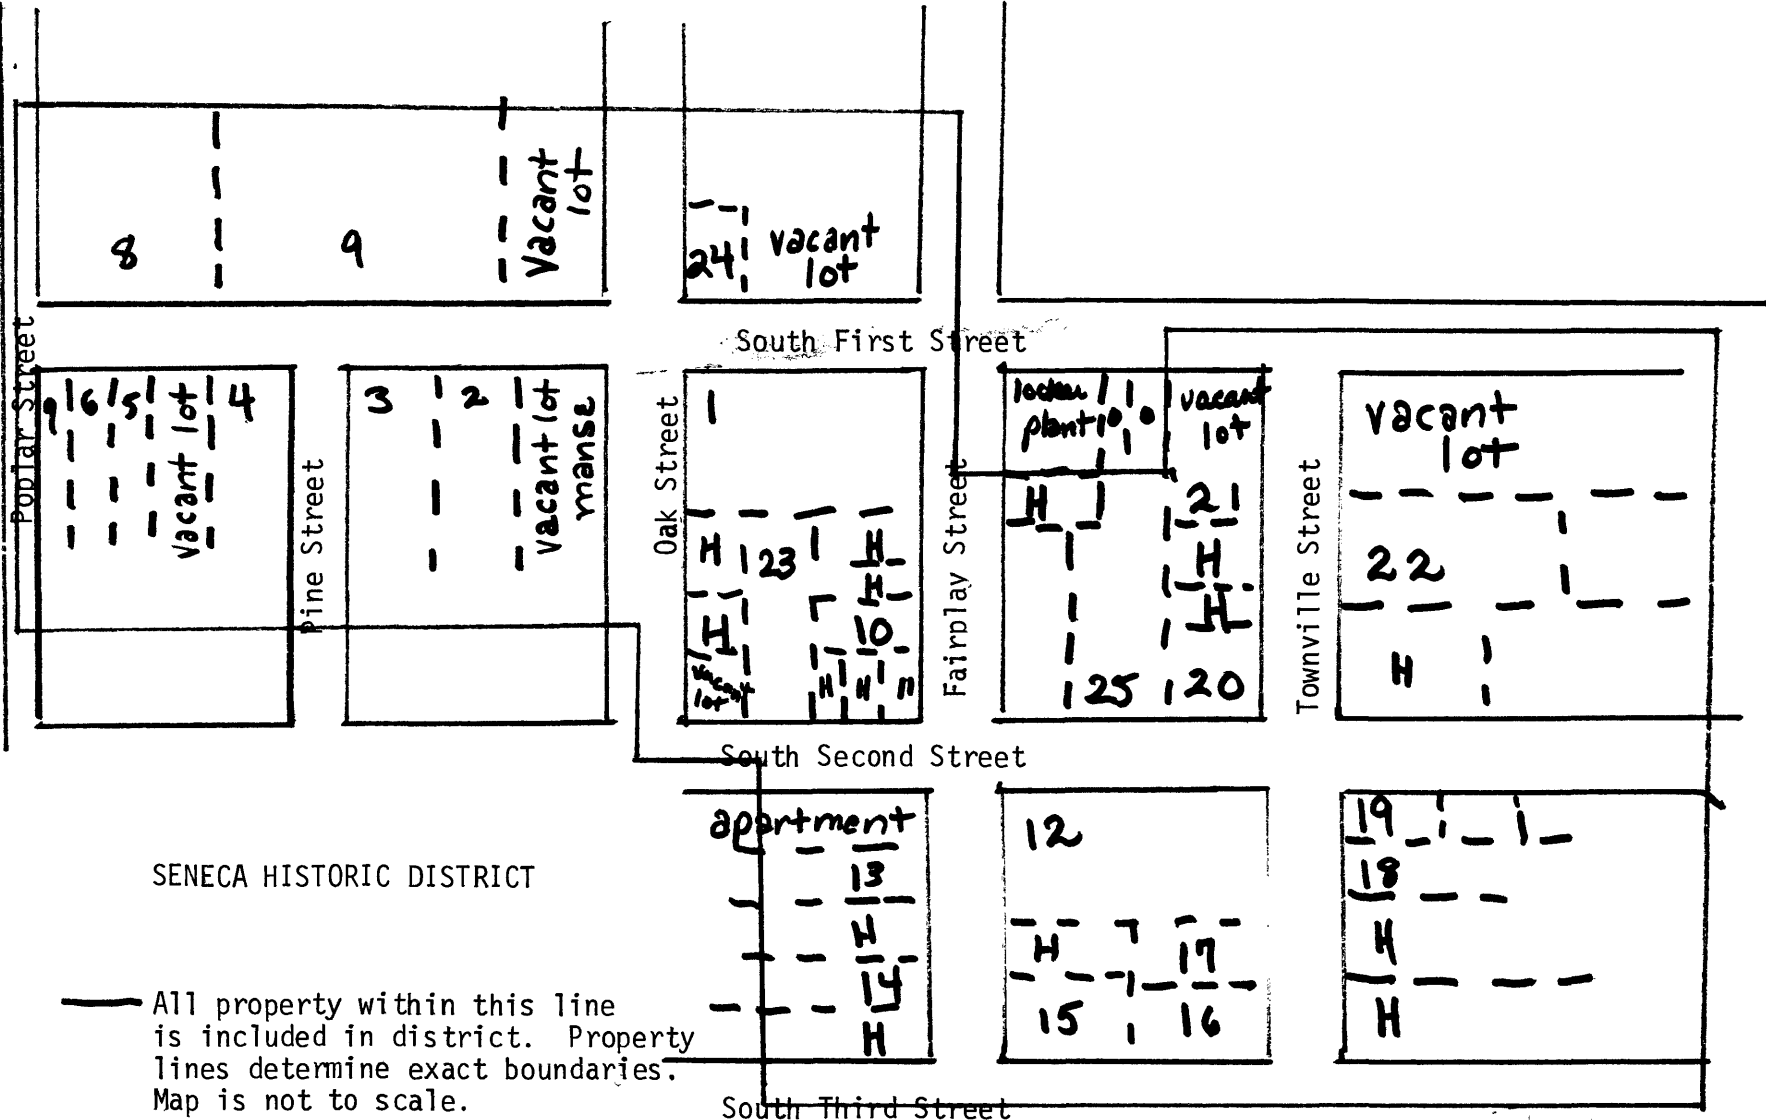 8
9
Vacant
lot
24
vacant
lot
South First Street
Poplar Street
6
5
vacant lot
4
Pine Street
3
2
vacant lot
manse
Oak Street
1
H
23
H
H
H
10
vacant
lot
H
H
11
Fairplay Street
locker
plant
vacant
lot
H
21
H
H
25
20
Townville Street
vacant
lot
22
H
South Second Street
apartment
13
H
14
H
12
H
17
15
16
19
18
H
H
South Third Street
SENECA HISTORIC DISTRICT
All property within this line
is included in district. Property
lines determine exact boundaries.
Map is not to scale.